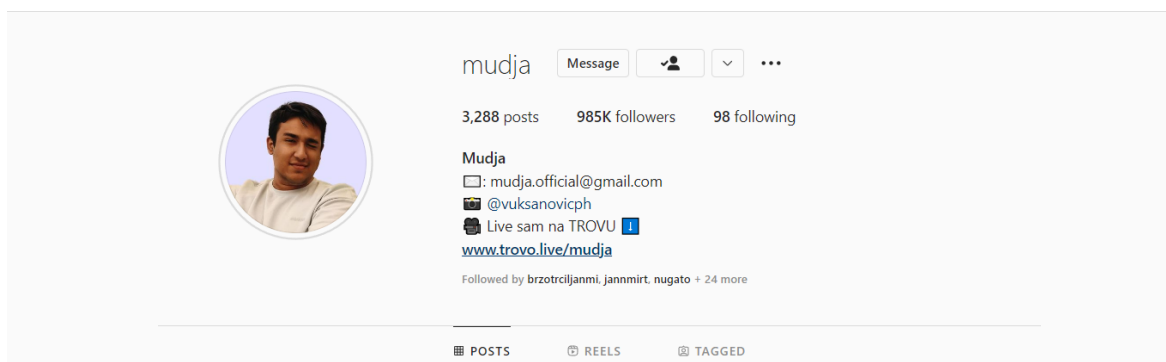 mudja Message
3,288 posts 985K followers 98 following
Mudja
: mudja.official@gmail.com
@vuksanovicph
Live sam na TROVU
www.trovo.live/mudja
Followed by brzotrciljanmi, jannmirt, nugato + 24 more
POSTS REELS TAGGED